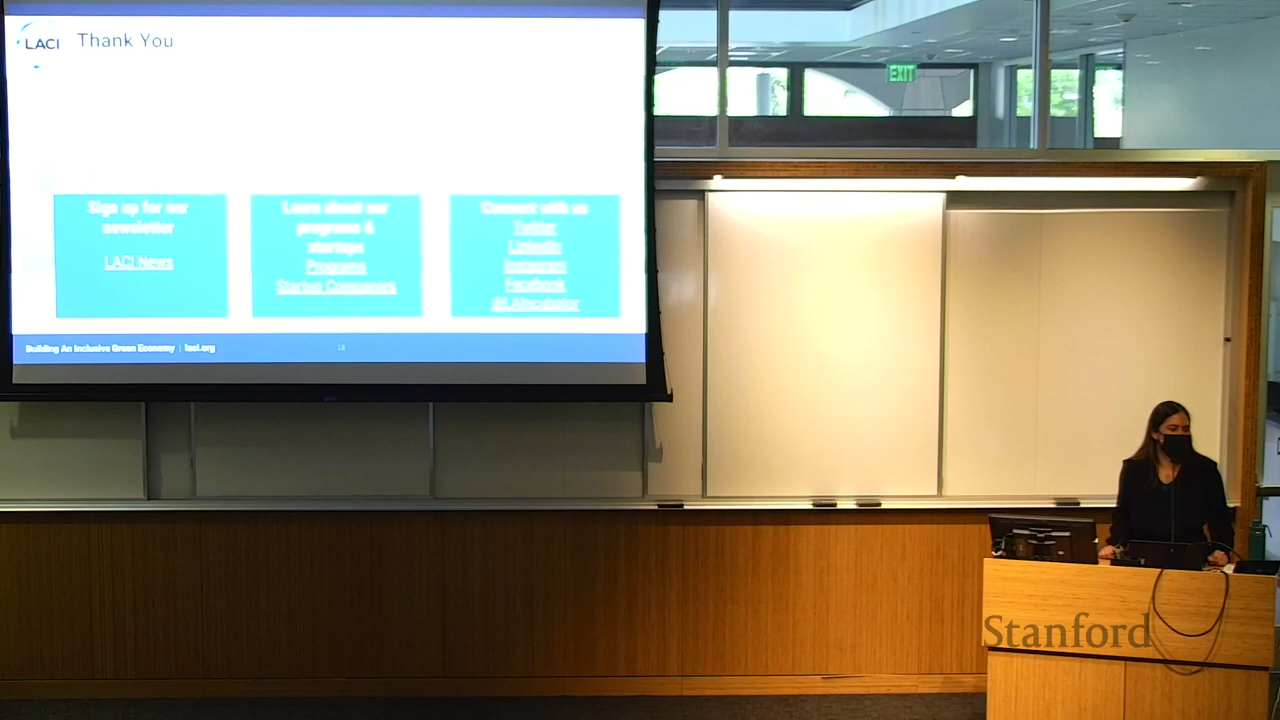 LACI
Thank You
Sign up for our
newsletter
LACI News
Learn about our
programs &
startups
Programs
Startup Companies
Connect with us
Twitter
LinkedIn
Instagram
Facebook
@LAIncubator
Building An Inclusive Green Economy | laci.org
18
EXIT
Stanford